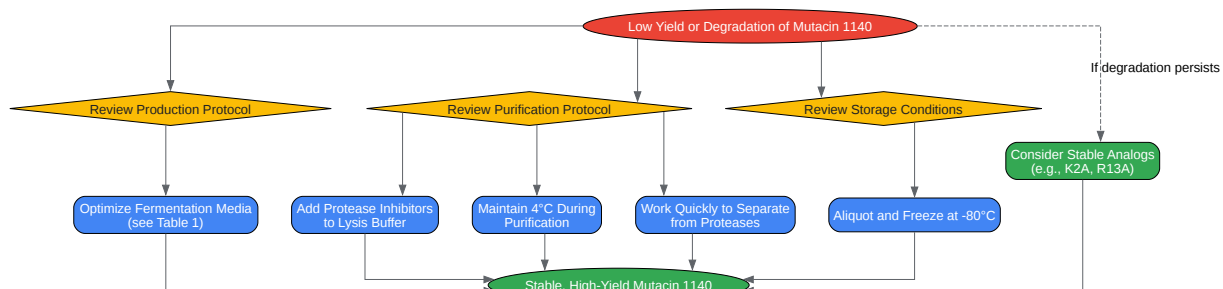 Low Yield or Degradation of Mutacin 1140
If degradation persists
Review Production Protocol
Review Purification Protocol
Review Storage Conditions
Consider Stable Analogs
(e.g., K2A, R13A)
Optimize Fermentation Media
(see Table 1)
Add Protease Inhibitors
to Lysis Buffer
Maintain 4°C During
Purification
Work Quickly to Separate
from Proteases
Aliquot and Freeze at -80°C
Stable, High-Yield Mutacin 1140